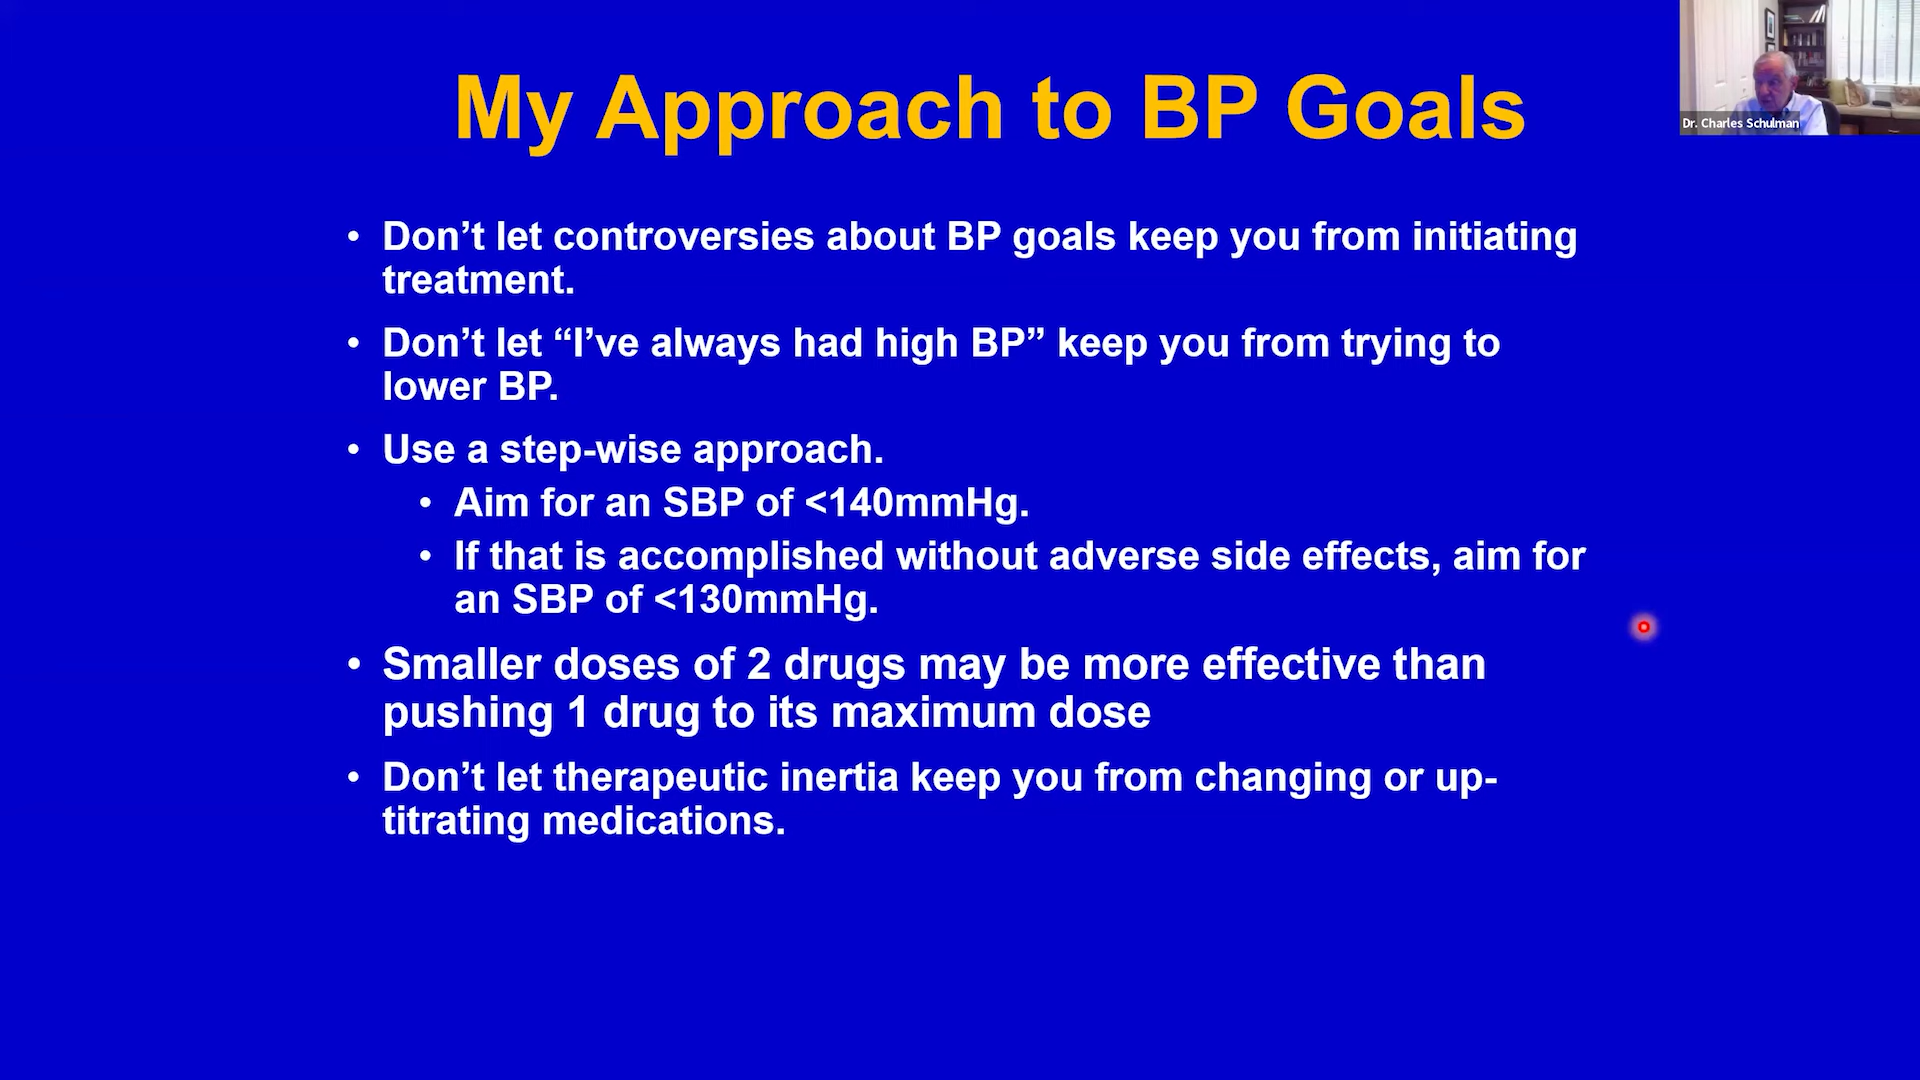 My Approach to BP Goals
Dr. Charles Schulman
• Don’t let controversies about BP goals keep you from initiating
treatment.
• Don’t let “I’ve always had high BP” keep you from trying to
lower BP.
• Use a step-wise approach.
• Aim for an SBP of <140mmHg.
• If that is accomplished without adverse side effects, aim for
an SBP of <130mmHg.
• Smaller doses of 2 drugs may be more effective than
pushing 1 drug to its maximum dose
• Don’t let therapeutic inertia keep you from changing or up-
titrating medications.